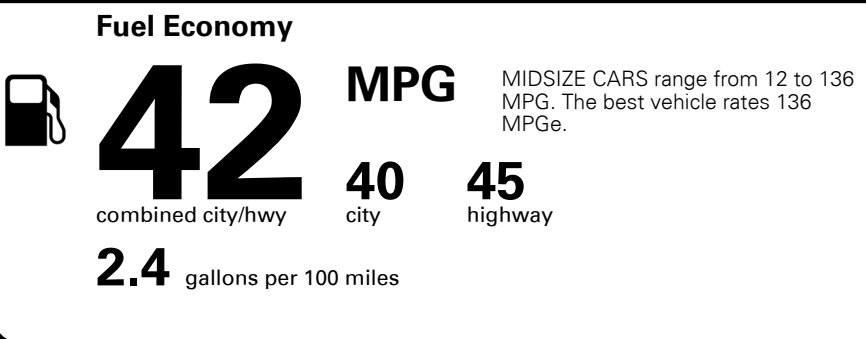 Fuel Economy
42
MPG
MIDSIZE CARS range from 12 to 136
MPG. The best vehicle rates 136
MPGe.
40
45
combined city/hwy
city
highway
2.4 gallons per 100 miles